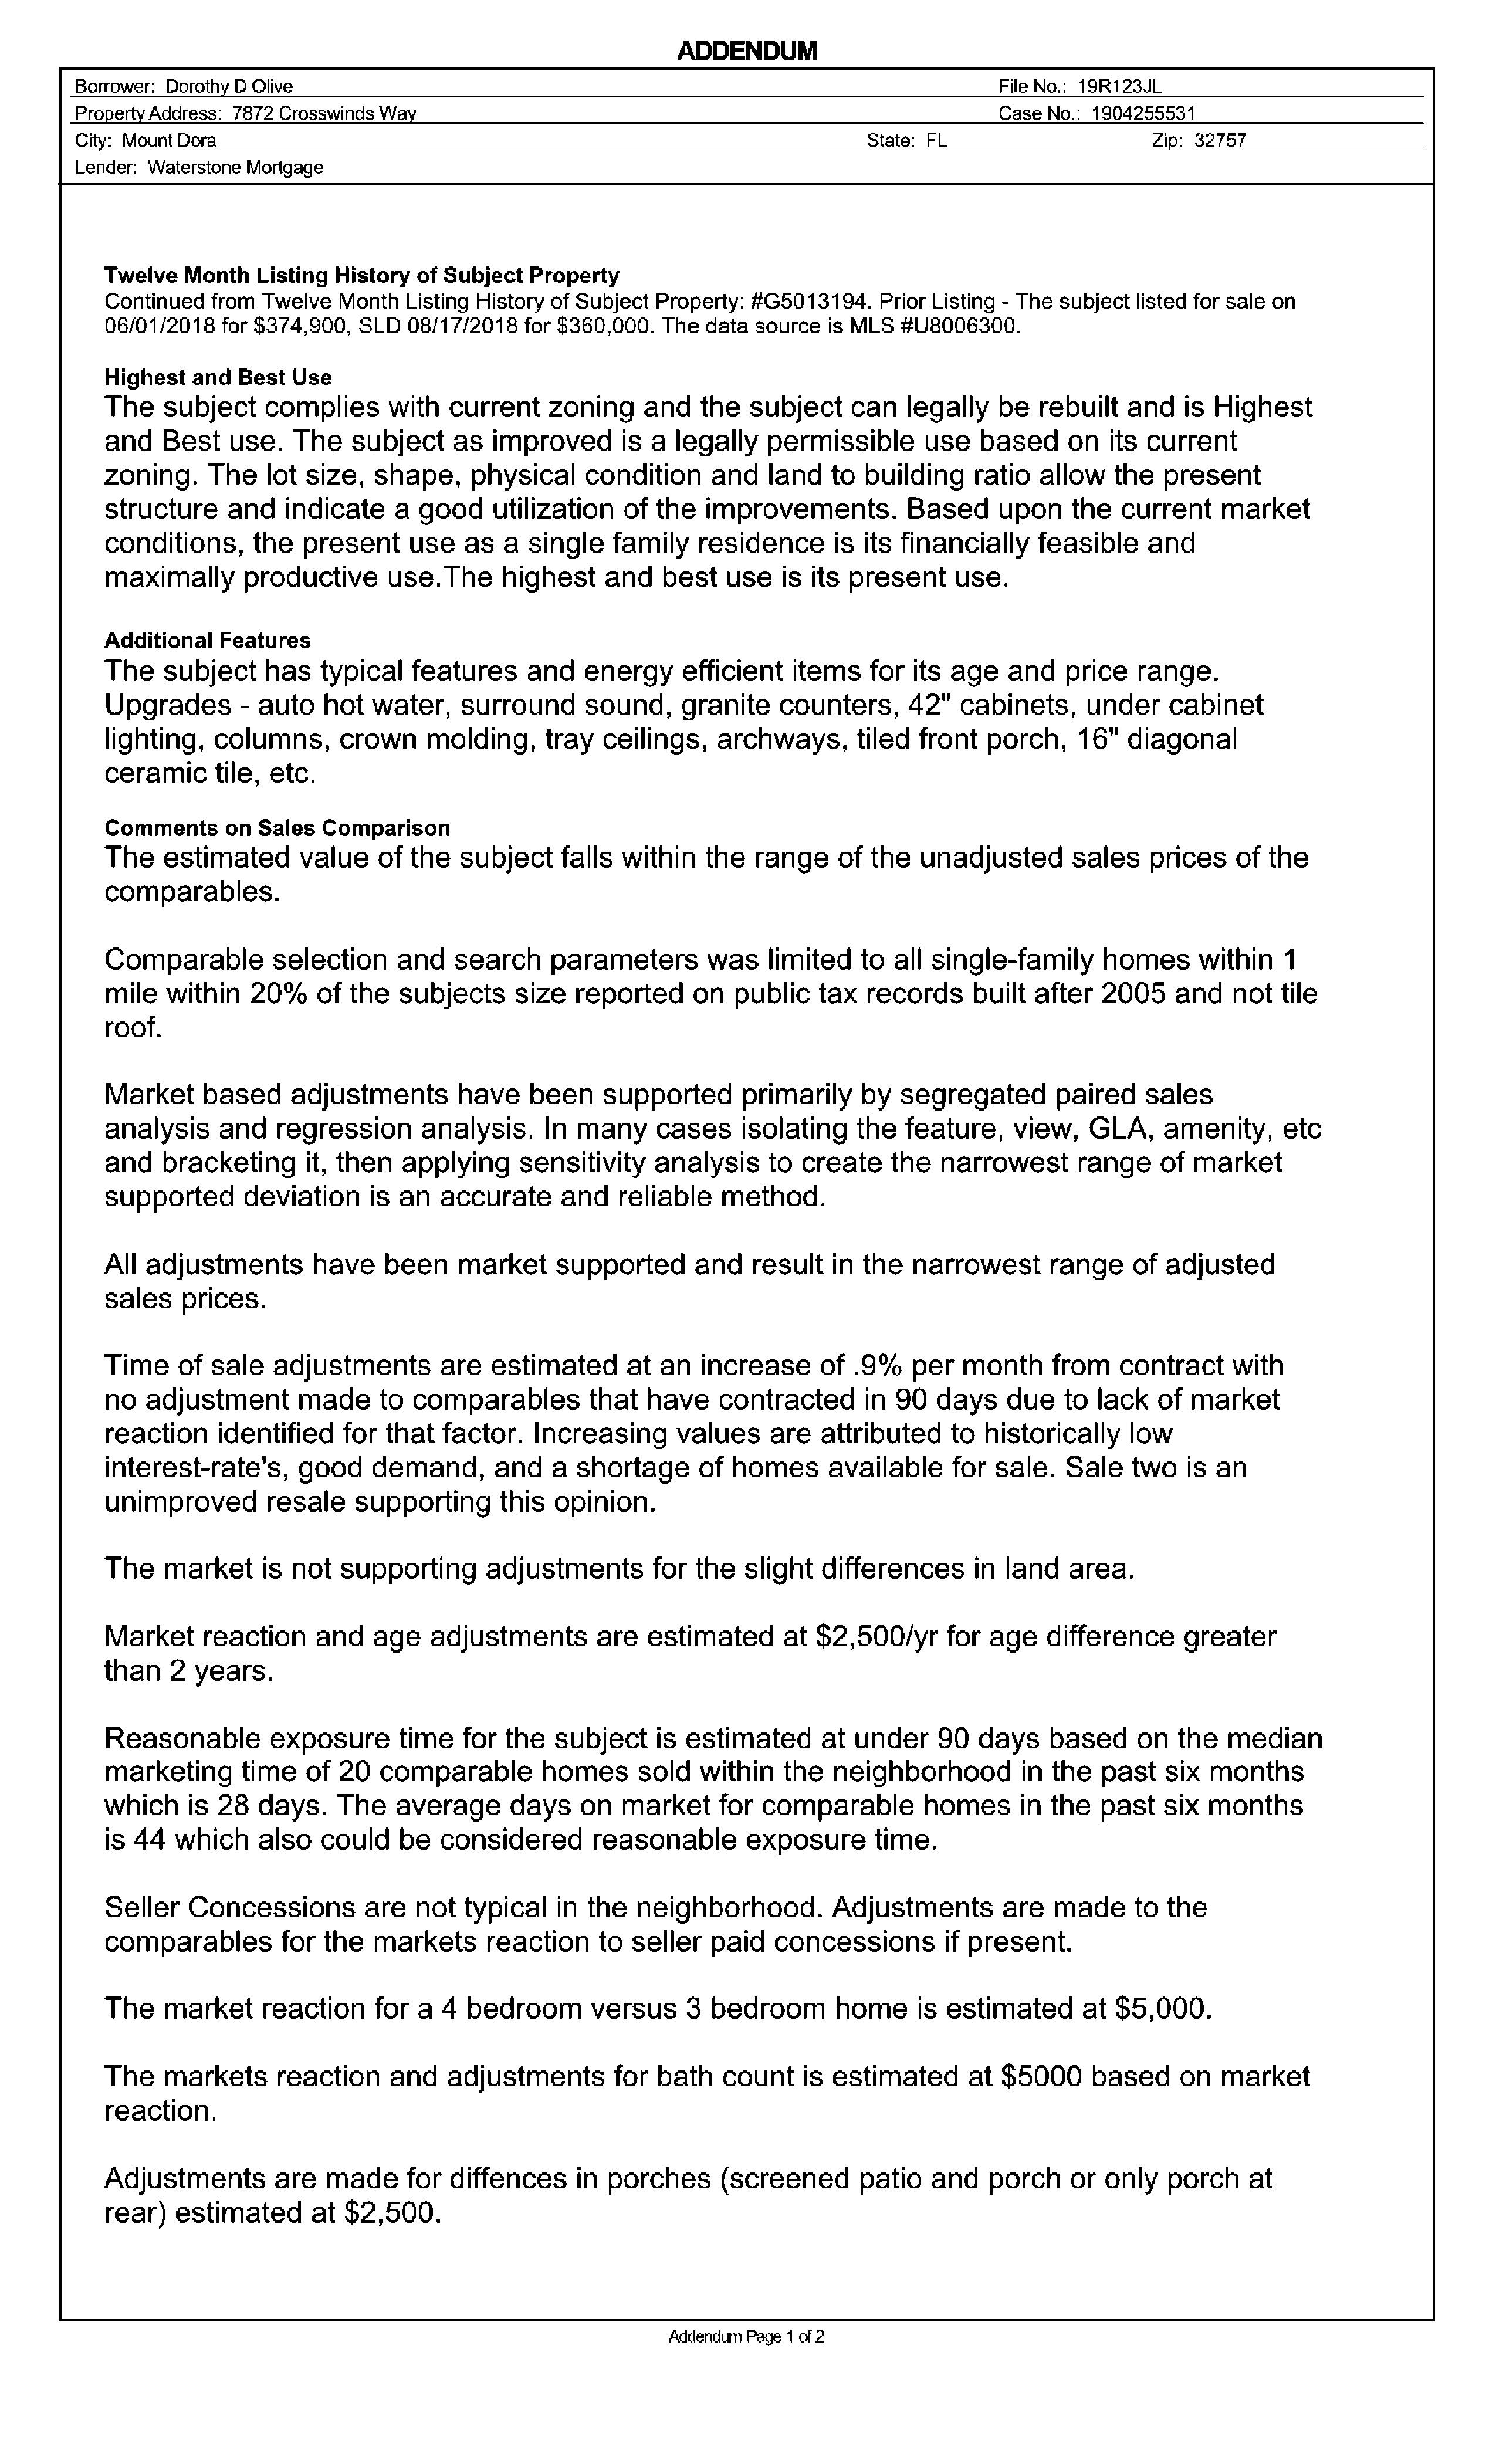 ADDENDUM
Borrower: Dorothy D Olive File No.: 19R123JL
Property Address: 7872 Crosswinds Way Case No.: 1904255531
City: Mount Dora State: FL Zip: 32757
Lender: Waterstone Mortgage
Twelve Month Listing History of Subject Property
Continued from Twelve Month Listing History of Subject Property: #G5013194. Prior Listing - The subject listed for sale on
06/01/2018 for $374,900, SLD 08/17/2018 for $360,000. The data source is MLS #U8006300.
Highest and Best Use
The subject complies with current zoning and the subject can legally be rebuilt and is Highest
and Best use. The subject as improved is a legally permissible use based on its current
zoning. The lot size, shape, physical condition and land to building ratio allow the present
structure and indicate a good utilization of the improvements. Based upon the current market
conditions, the present use as a single family residence is its financially feasible and
maximally productive use.The highest and best use is its present use.
Additional Features
The subject has typical features and energy efficient items for its age and price range.
Upgrades - auto hot water, surround sound, granite counters, 42" cabinets, under cabinet
lighting, columns, crown molding, tray ceilings, archways, tiled front porch, 16" diagonal
ceramic tile, etc.
Comments on Sales Comparison
The estimated value of the subject falls within the range of the unadjusted sales prices of the
comparables.
Comparable selection and search parameters was limited to all single-family homes within 1
mile within 20% of the subjects size reported on public tax records built after 2005 and not tile
roof.
Market based adjustments have been supported primarily by segregated paired sales
analysis and regression analysis. In many cases isolating the feature, view, GLA, amenity, etc
and bracketing it, then applying sensitivity analysis to create the narrowest range of market
supported deviation is an accurate and reliable method.
All adjustments have been market supported and result in the narrowest range of adjusted
sales prices.
Time of sale adjustments are estimated at an increase of .9% per month from contract with
no adjustment made to comparables that have contracted in 90 days due to lack of market
reaction identified for that factor. Increasing values are attributed to historically low
interest-rate's, good demand, and a shortage of homes available for sale. Sale two is an
unimproved resale supporting this opinion.
The market is not supporting adjustments for the slight differences in land area.
Market reaction and age adjustments are estimated at $2,500/yr for age difference greater
than 2 years.
Reasonable exposure time for the subject is estimated at under 90 days based on the median
marketing time of 20 comparable homes sold within the neighborhood in the past six months
which is 28 days. The average days on market for comparable homes in the past six months
is 44 which also could be considered reasonable exposure time.
Seller Concessions are not typical in the neighborhood. Adjustments are made to the
comparables for the markets reaction to seller paid concessions if present.
The market reaction for a 4 bedroom versus 3 bedroom home is estimated at $5,000.
The markets reaction and adjustments for bath count is estimated at $5000 based on market
reaction.
Adjustments are made for diffences in porches (screened patio and porch or only porch at
rear) estimated at $2,500.
Addendum Page 1 of 2